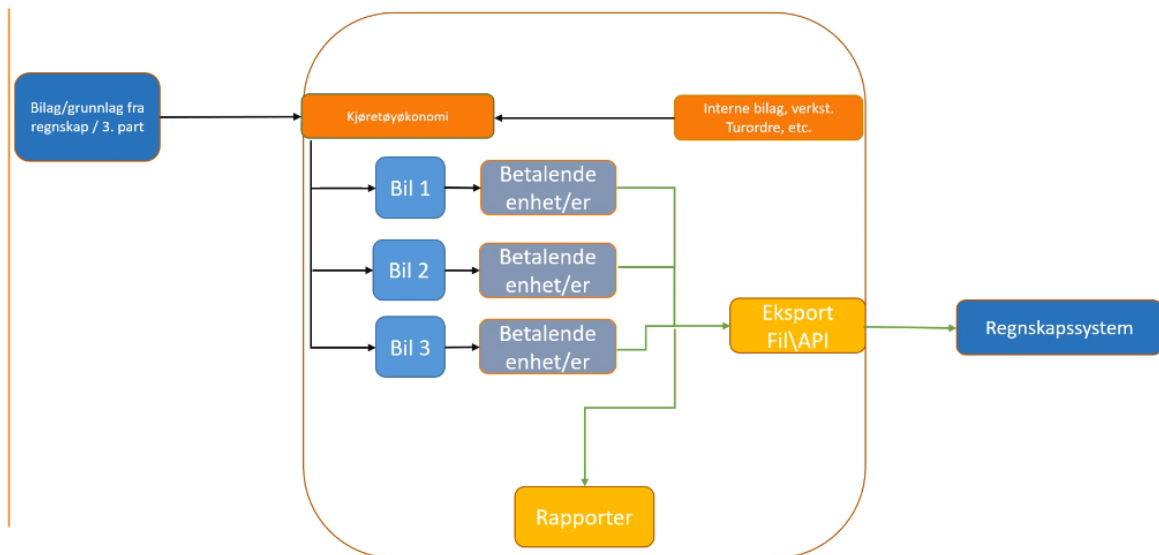 Bilag/grunnlag fra
regnskap / 3. part
Kjøretøyøkonomi
Interne bilag, verkst.
Turordre, etc.
Bil 1
Betalende
enhet/er
Bil 2
Betalende
enhet/er
Bil 3
Betalende
enhet/er
Eksport
Fil\API
Regnskapssystem
Rapporter